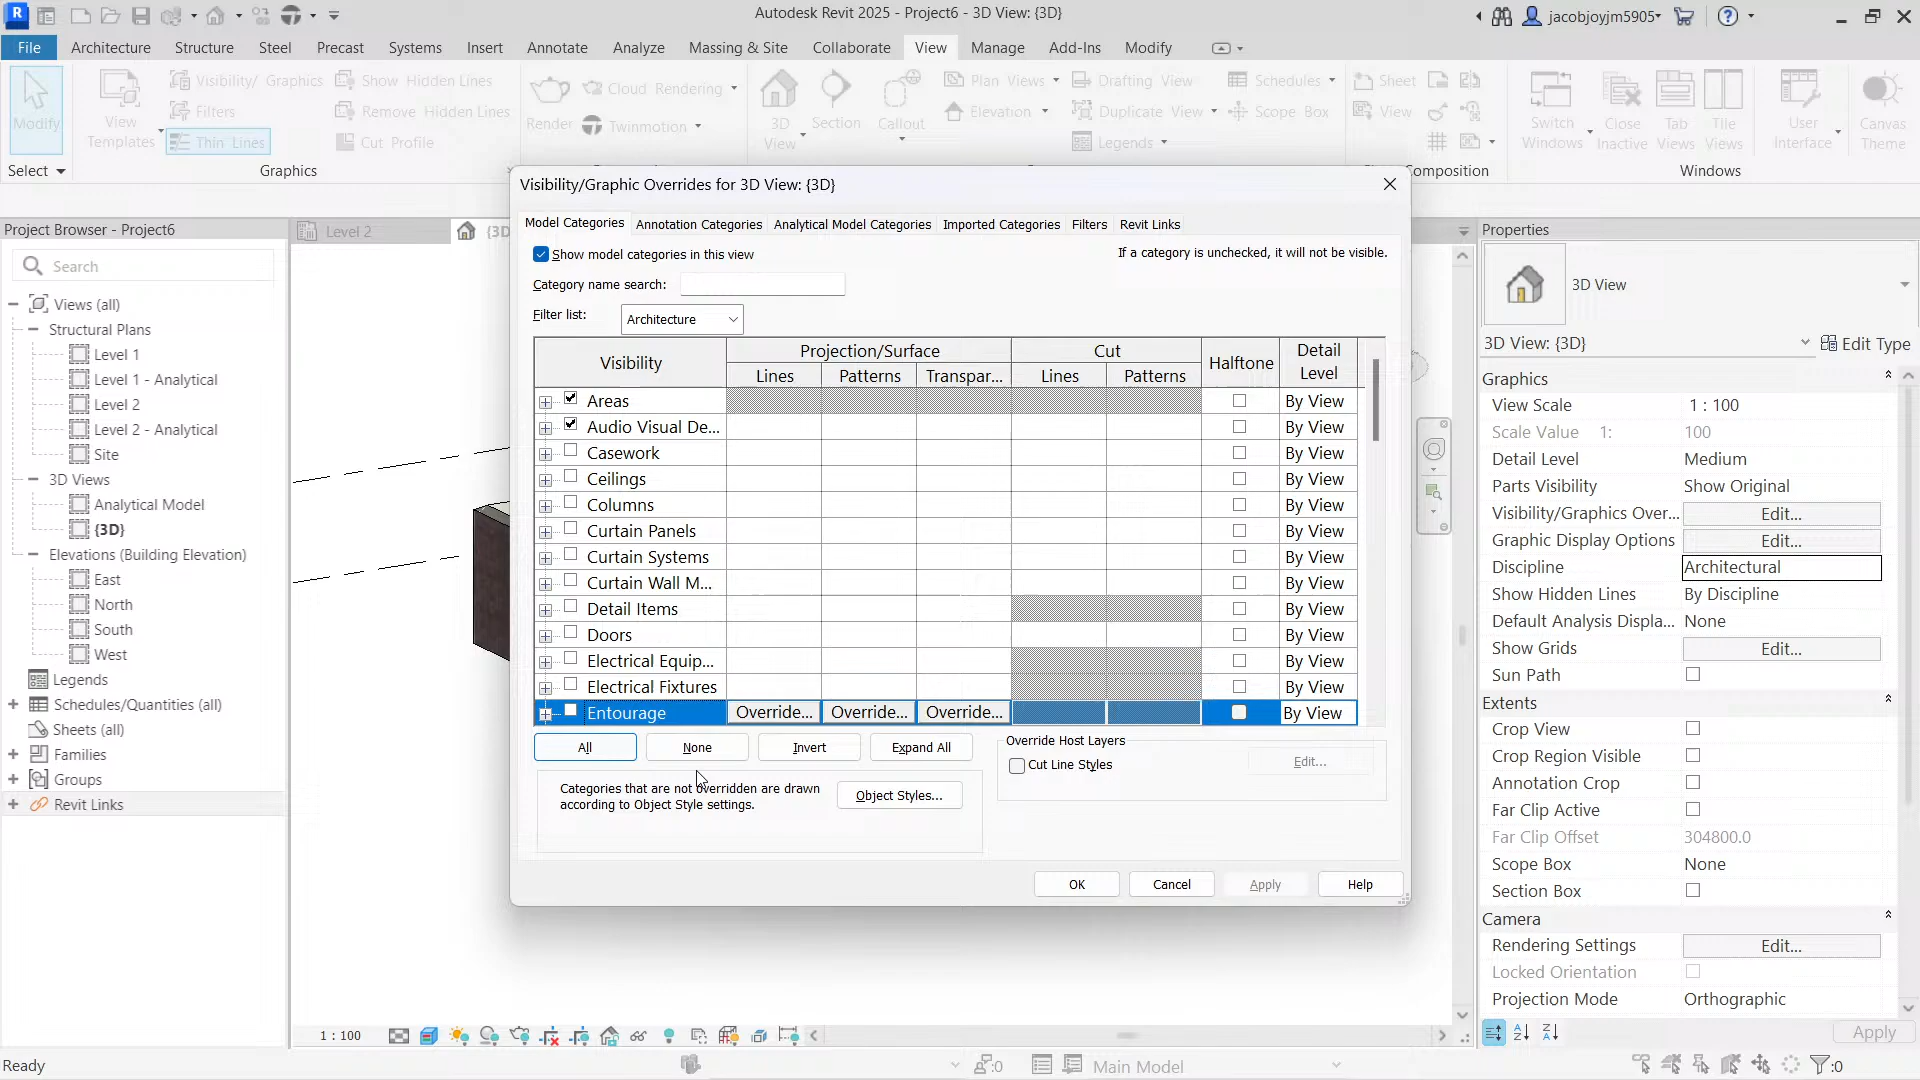 Autodesk Revit 2025 - Project6 - 3D View: {3D}
jacobjoyjm5905
File
Architecture
Structure
Steel
Precast
Systems
Insert
Annotate
Analyze
Massing & Site
Collaborate
View
Manage
Add-Ins
Modify
Modify
View Templates
Visibility/ Graphics
Filters
Thin Lines
Show Hidden Lines
Remove Hidden Lines
Cut Profile
Render
Cloud Rendering
Twinmotion
3D View
Section
Callout
Plan Views
Elevation
Drafting View
Duplicate View
Legends
Schedules
Scope Box
Sheet
View
Switch Windows
Close Inactive
Tab Views
Tile Views
User Interface
Canvas Theme
Select
Graphics
omposition
Windows
Project Browser - Project6
Search
Views (all)
Structural Plans
Level 1
Level 1 - Analytical
Level 2
Level 2 - Analytical
Site
3D Views
Analytical Model
{3D}
Elevations (Building Elevation)
East
North
South
West
Legends
Schedules/Quantities (all)
Sheets (all)
Families
Groups
Revit Links
Level 2
{3D
Visibility/Graphic Overrides for 3D View: {3D}
Model Categories
Annotation Categories
Analytical Model Categories
Imported Categories
Filters
Revit Links
Show model categories in this view
If a category is unchecked, it will not be visible.
Category name search:
Filter list:
Architecture
Visibility
Projection/Surface
Cut
Halftone
Detail Level
Lines
Patterns
Transpar...
Lines
Patterns
Areas By View
Audio Visual De... By View
Casework By View
Ceilings By View
Columns By View
Curtain Panels By View
Curtain Systems By View
Curtain Wall M... By View
Detail Items By View
Doors By View
Electrical Equip... By View
Electrical Fixtures By View
Entourage Override... Override... Override... By View
All
None
Invert
Expand All
Override Host Layers
Cut Line Styles
Edit...
Categories that are not overridden are drawn
according to Object Style settings.
Object Styles...
OK
Cancel
Apply
Help
Properties
3D View
3D View: {3D}
Edit Type
Graphics
View Scale 1 : 100
Scale Value 1: 100
Detail Level Medium
Parts Visibility Show Original
Visibility/Graphics Over... Edit...
Graphic Display Options Edit...
Discipline Architectural
Show Hidden Lines By Discipline
Default Analysis Displa... None
Show Grids Edit...
Sun Path
Extents
Crop View
Crop Region Visible
Annotation Crop
Far Clip Active
Far Clip Offset 304800.0
Scope Box None
Section Box
Camera
Rendering Settings Edit...
Locked Orientation
Projection Mode Orthographic
Apply
1 : 100
Ready
:0
Main Model
:0